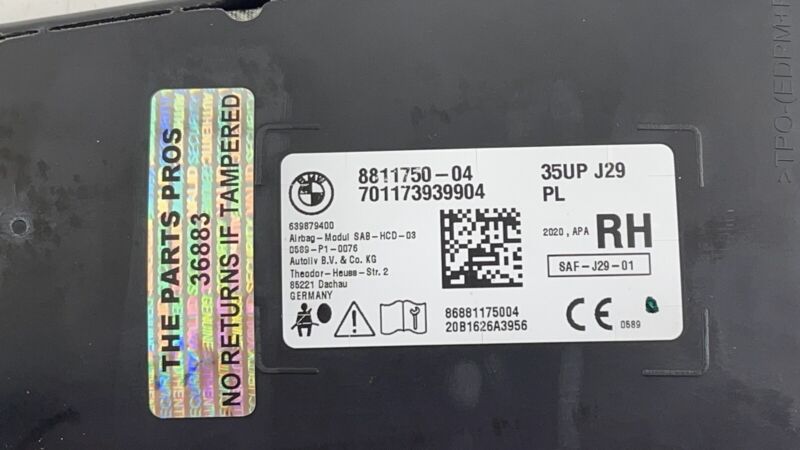 THE PARTS PROS
36883
NO RETURNS IF TAMPERED
BMW
8811750-04
701173939904
35UP J29
PL
639879400
Airbag-Modul SAB-HCD-03
0589-P1-0076
Autoliv B.V. & Co. KG
Theodor-Heuss-Str. 2
85221 Dachau
GERMANY
2020, APA
RH
SAF-J29-01
86881175004
20B1626A3956
CE
0589
>TPO-(EDPM+P